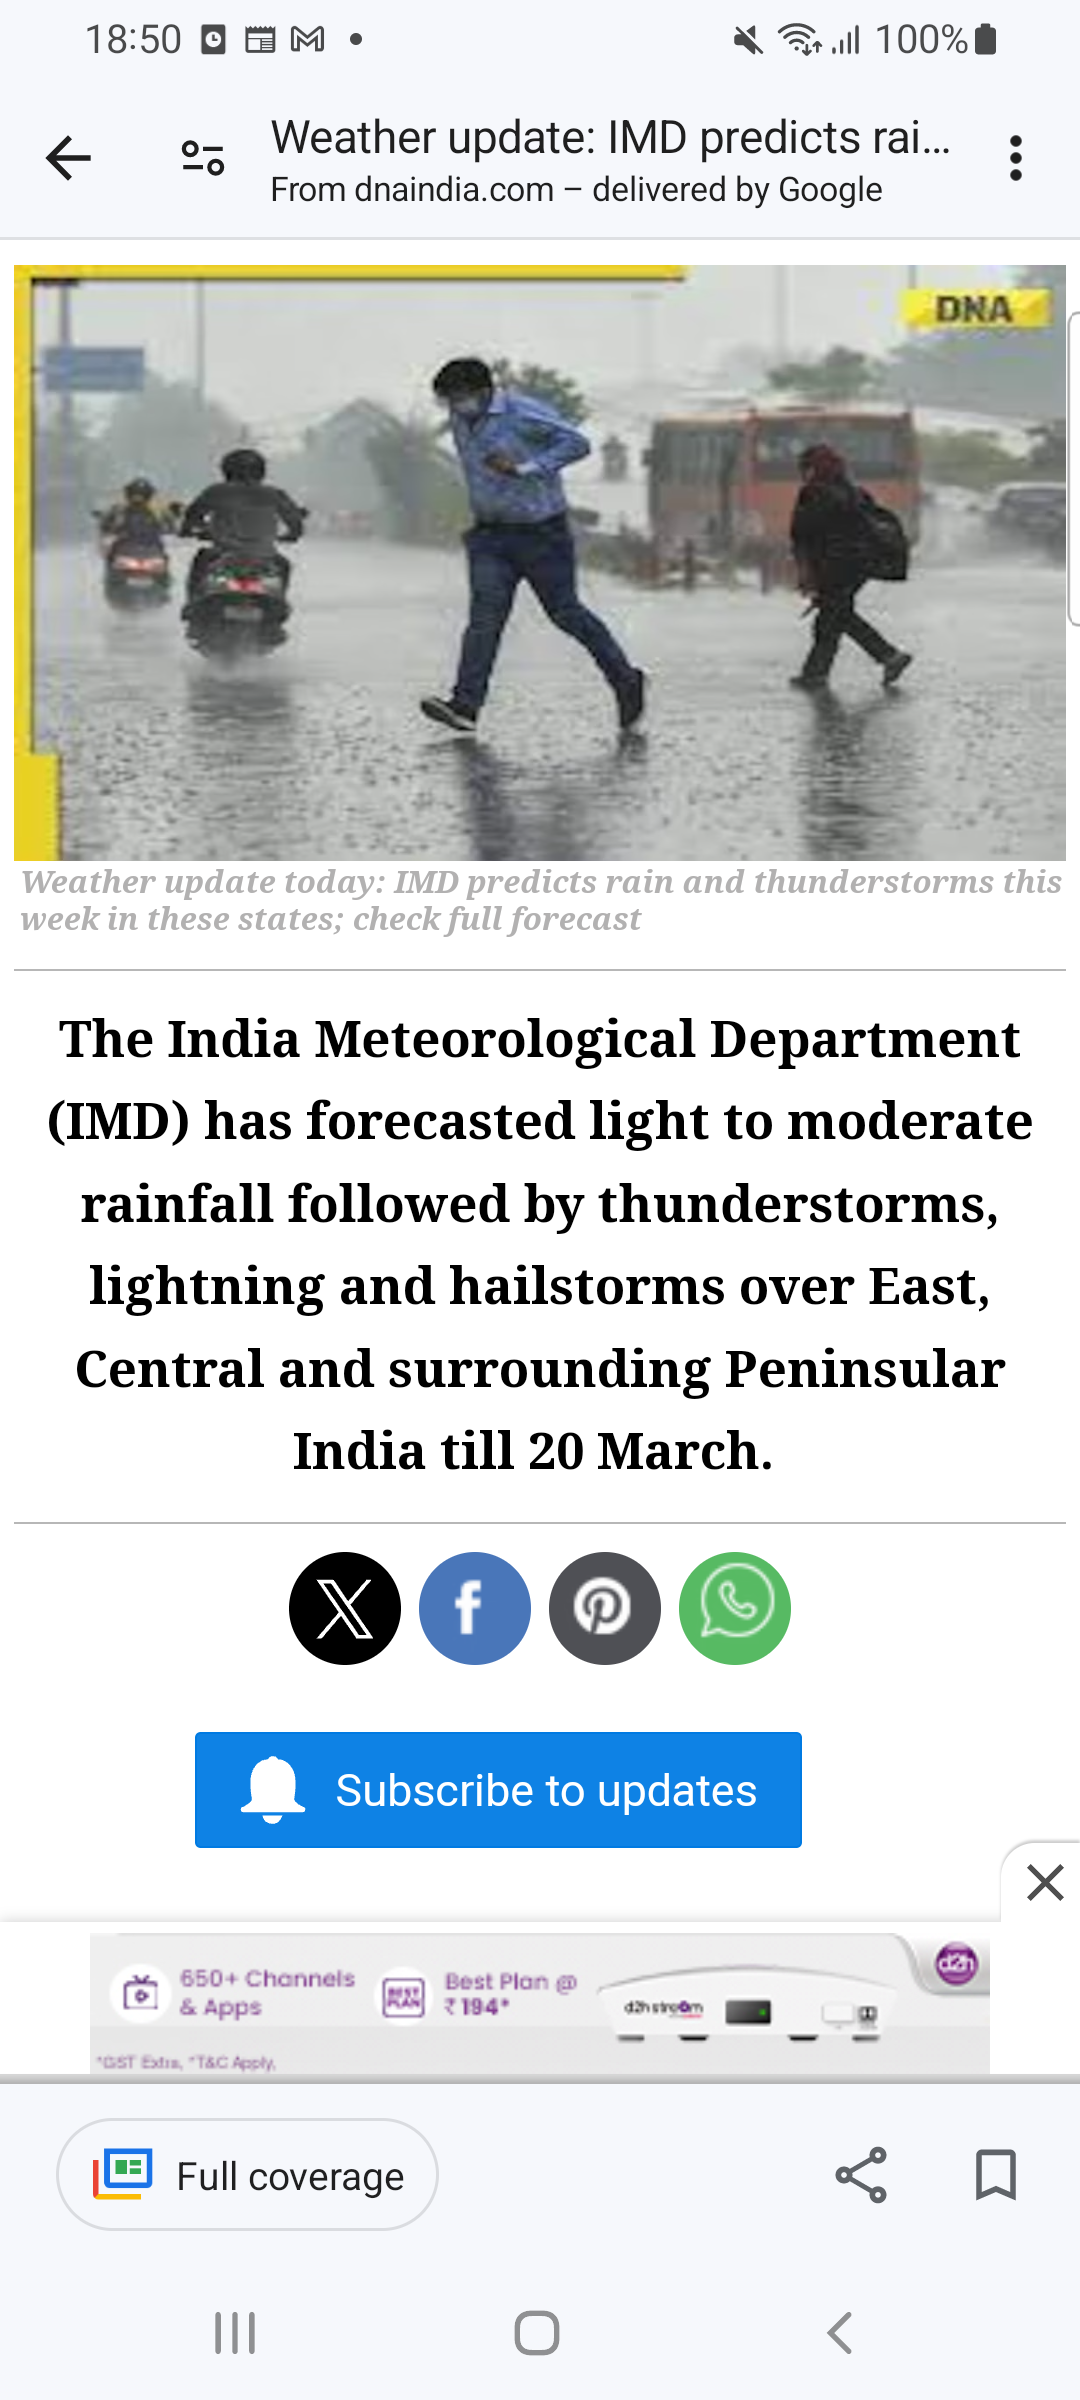 18:50
100%
Weather update: IMD predicts rai...
From dnaindia.com – delivered by Google
DNA
Weather update today: IMD predicts rain and thunderstorms this
week in these states; check full forecast
The India Meteorological Department
(IMD) has forecasted light to moderate
rainfall followed by thunderstorms,
lightning and hailstorms over East,
Central and surrounding Peninsular
India till 20 March.
Subscribe to updates
650+ Channels
& Apps
BEST
PLAN
Best Plan @
₹ 194*
d2h stream
d2h
*GST Extra, *T&C Apply,
Full coverage